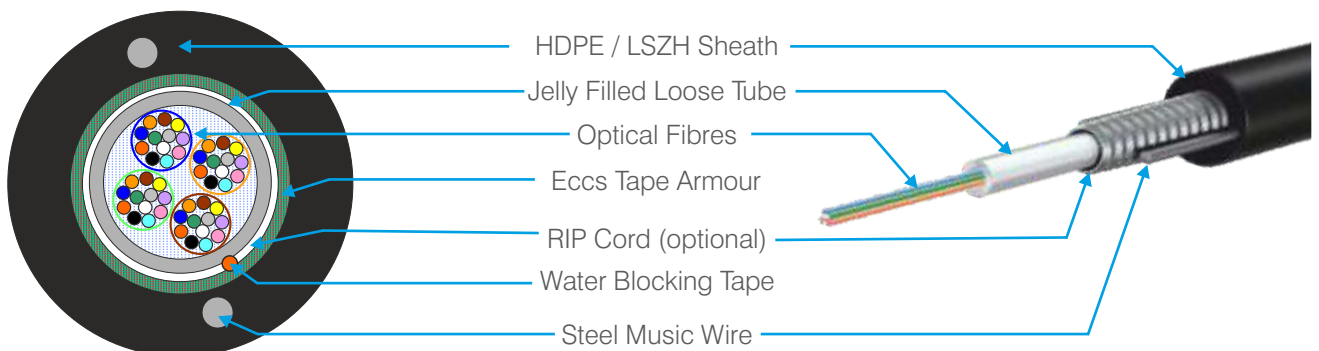 HDPE / LSZH Sheath
Jelly Filled Loose Tube
Optical Fibres
Eccs Tape Armour
RIP Cord (optional)
Water Blocking Tape
Steel Music Wire